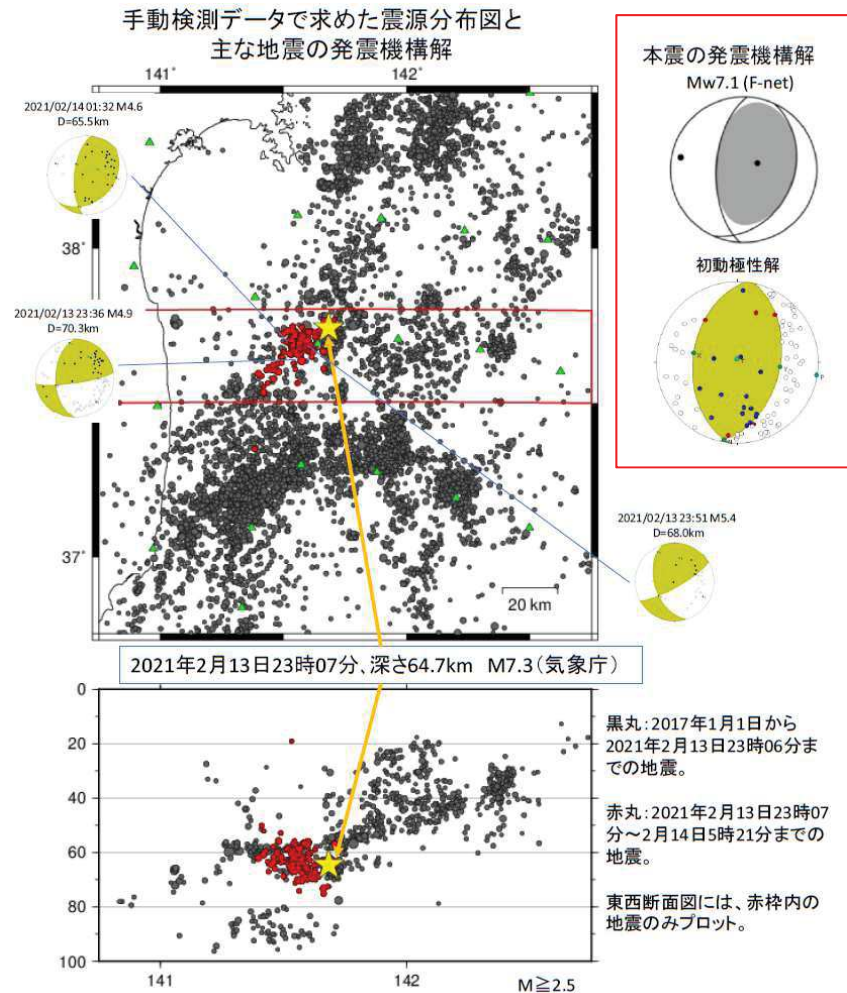 手動検測データで求めた震源分布図と
主な地震の発震機構解
141° 142°
38°
37°
20 km
2021/02/14 01:32 M4.6
D=65.5km
2021/02/13 23:36 M4.9
D=70.3km
本震の発震機構解
Mw7.1 (F-net)
初動極性解
P
T
2021/02/13 23:51 M5.4
D=68.0km
2021年2月13日23時07分、深さ64.7km M7.3(気象庁)
0
20
40
60
80
100
141 142
M≧2.5
黒丸:2017年1月1日から
2021年2月13日23時06分ま
での地震。
赤丸:2021年2月13日23時07
分~2月14日5時21分までの
地震。
東西断面図には、赤枠内の
地震のみプロット。